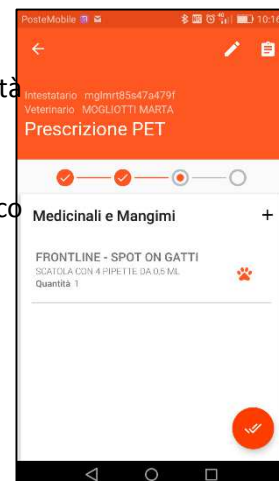 PosteMobile
10:16
tà
Intestatario mglmrt85s47a479f
Veterinario MOGLIOTTI MARTA
Prescrizione PET
co
Medicinali e Mangimi +
FRONTLINE - SPOT ON GATTI
SCATOLA CON 4 PIPETTE DA 0.5 ML
Quantità 1